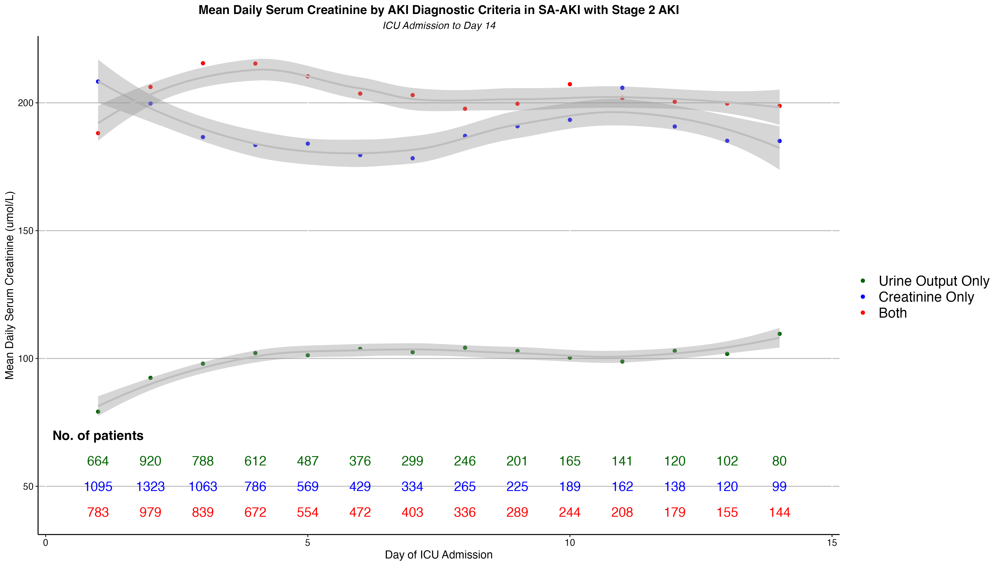 Mean Daily Serum Creatinine by AKI Diagnostic Criteria in SA-AKI with Stage 2 AKI
ICU Admission to Day 14
Mean Daily Serum Creatinine (umol/L)
200
150
100
50
Urine Output Only
Creatinine Only
Both
No. of patients
664 920 788 612 487 376 299 246 201 165 141 120 102 80
1095 1323 1063 786 569 429 334 265 225 189 162 138 120 99
783 979 839 672 554 472 403 336 289 244 208 179 155 144
0 5 10 15
Day of ICU Admission